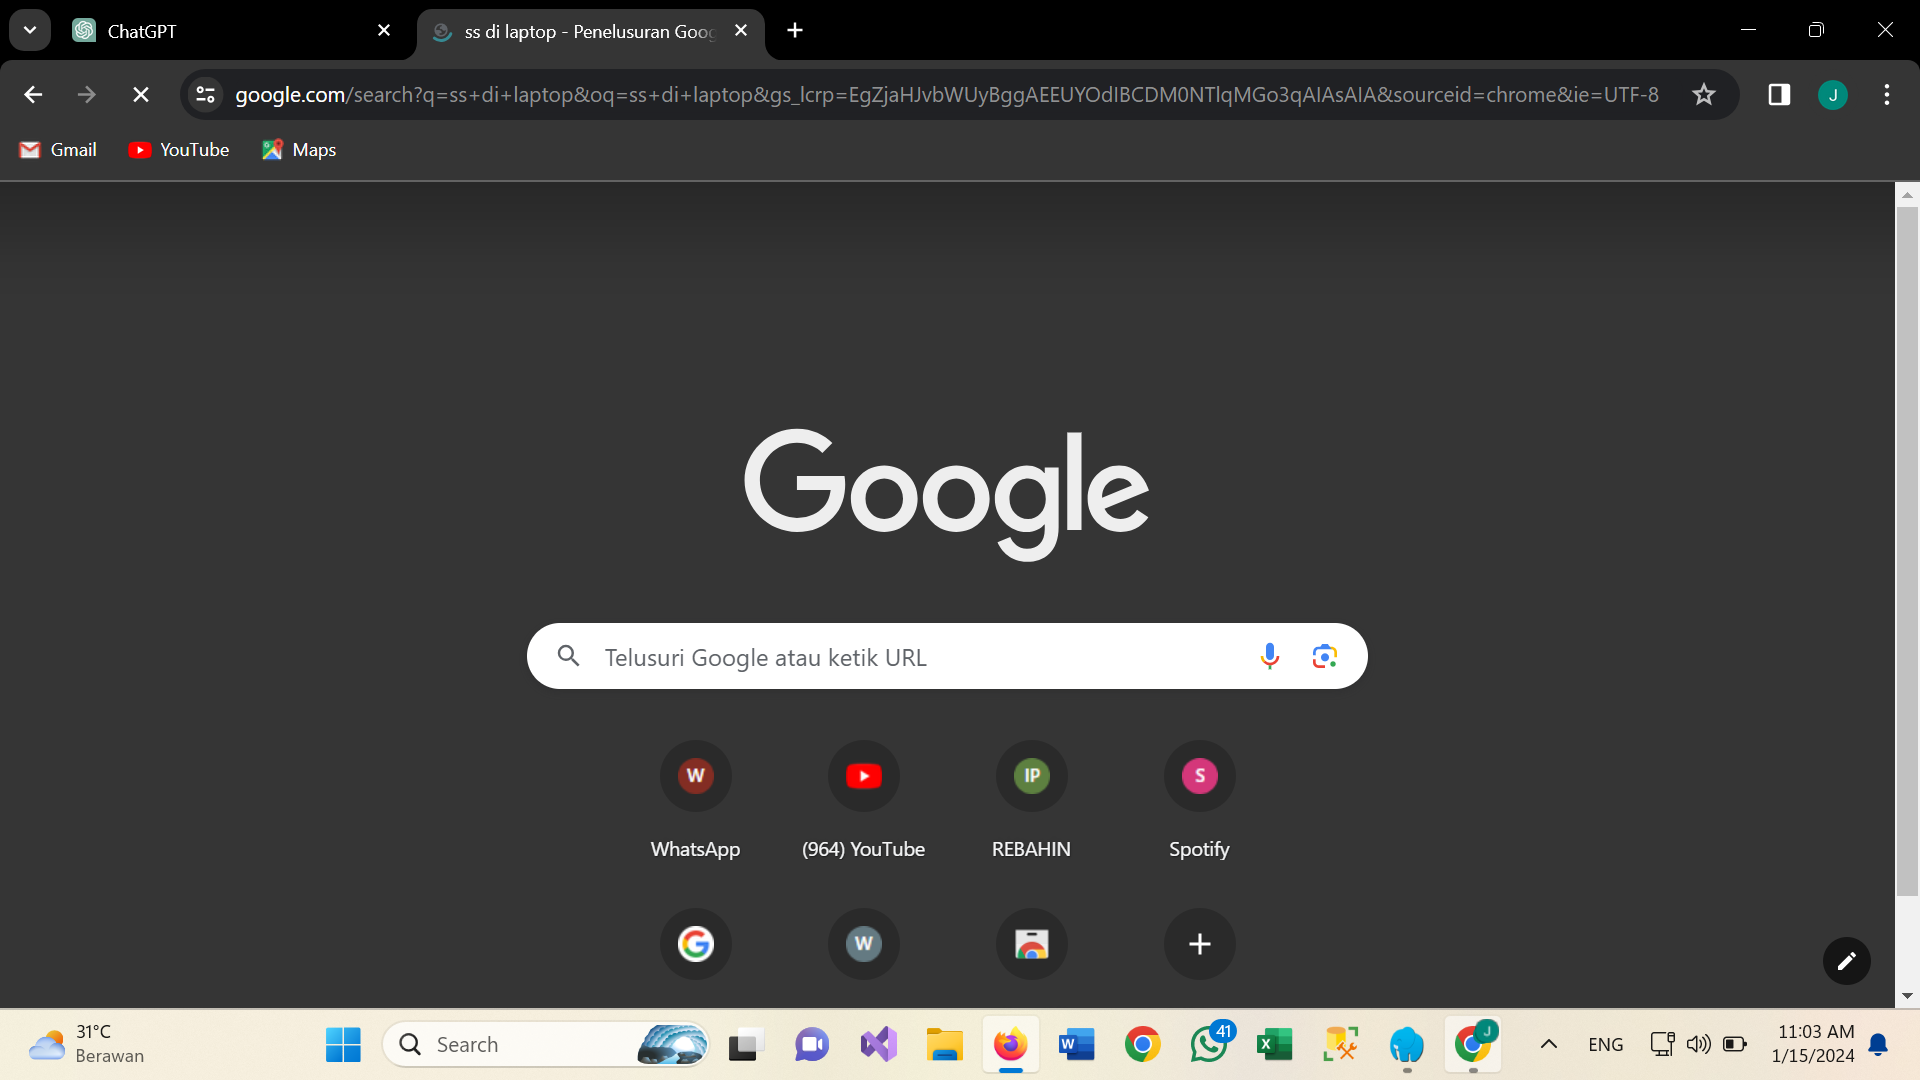 ChatGPT
ss di laptop - Penelusuran Goog
google.com/search?q=ss+di+laptop&oq=ss+di+laptop&gs_lcrp=EgZjaHJvbWUyBggAEEUYOdIBCDM0NTlqMGo3qAIAsAIA&sourceid=chrome&ie=UTF-8
J
Gmail
YouTube
Maps
Google
Telusuri Google atau ketik URL
W
IP
S
WhatsApp
(964) YouTube
REBAHIN
Spotify
W
31°C
Berawan
Search
41
J
ENG
11:03 AM
1/15/2024